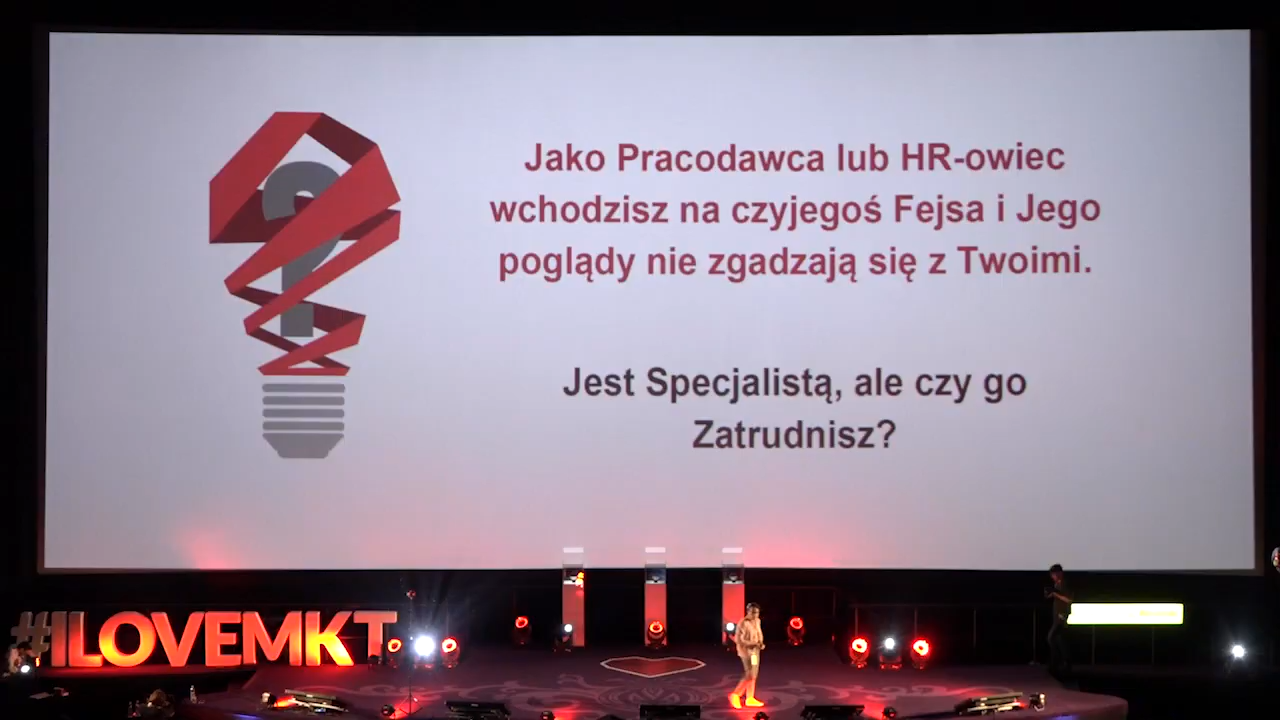 Jako Pracodawca lub HR-owiec
wchodzisz na czyjegoś Fejsa i Jego
poglądy nie zgadzają się z Twoimi.
Jest Specjalistą, ale czy go
Zatrudnisz?
#ILOVEMKT